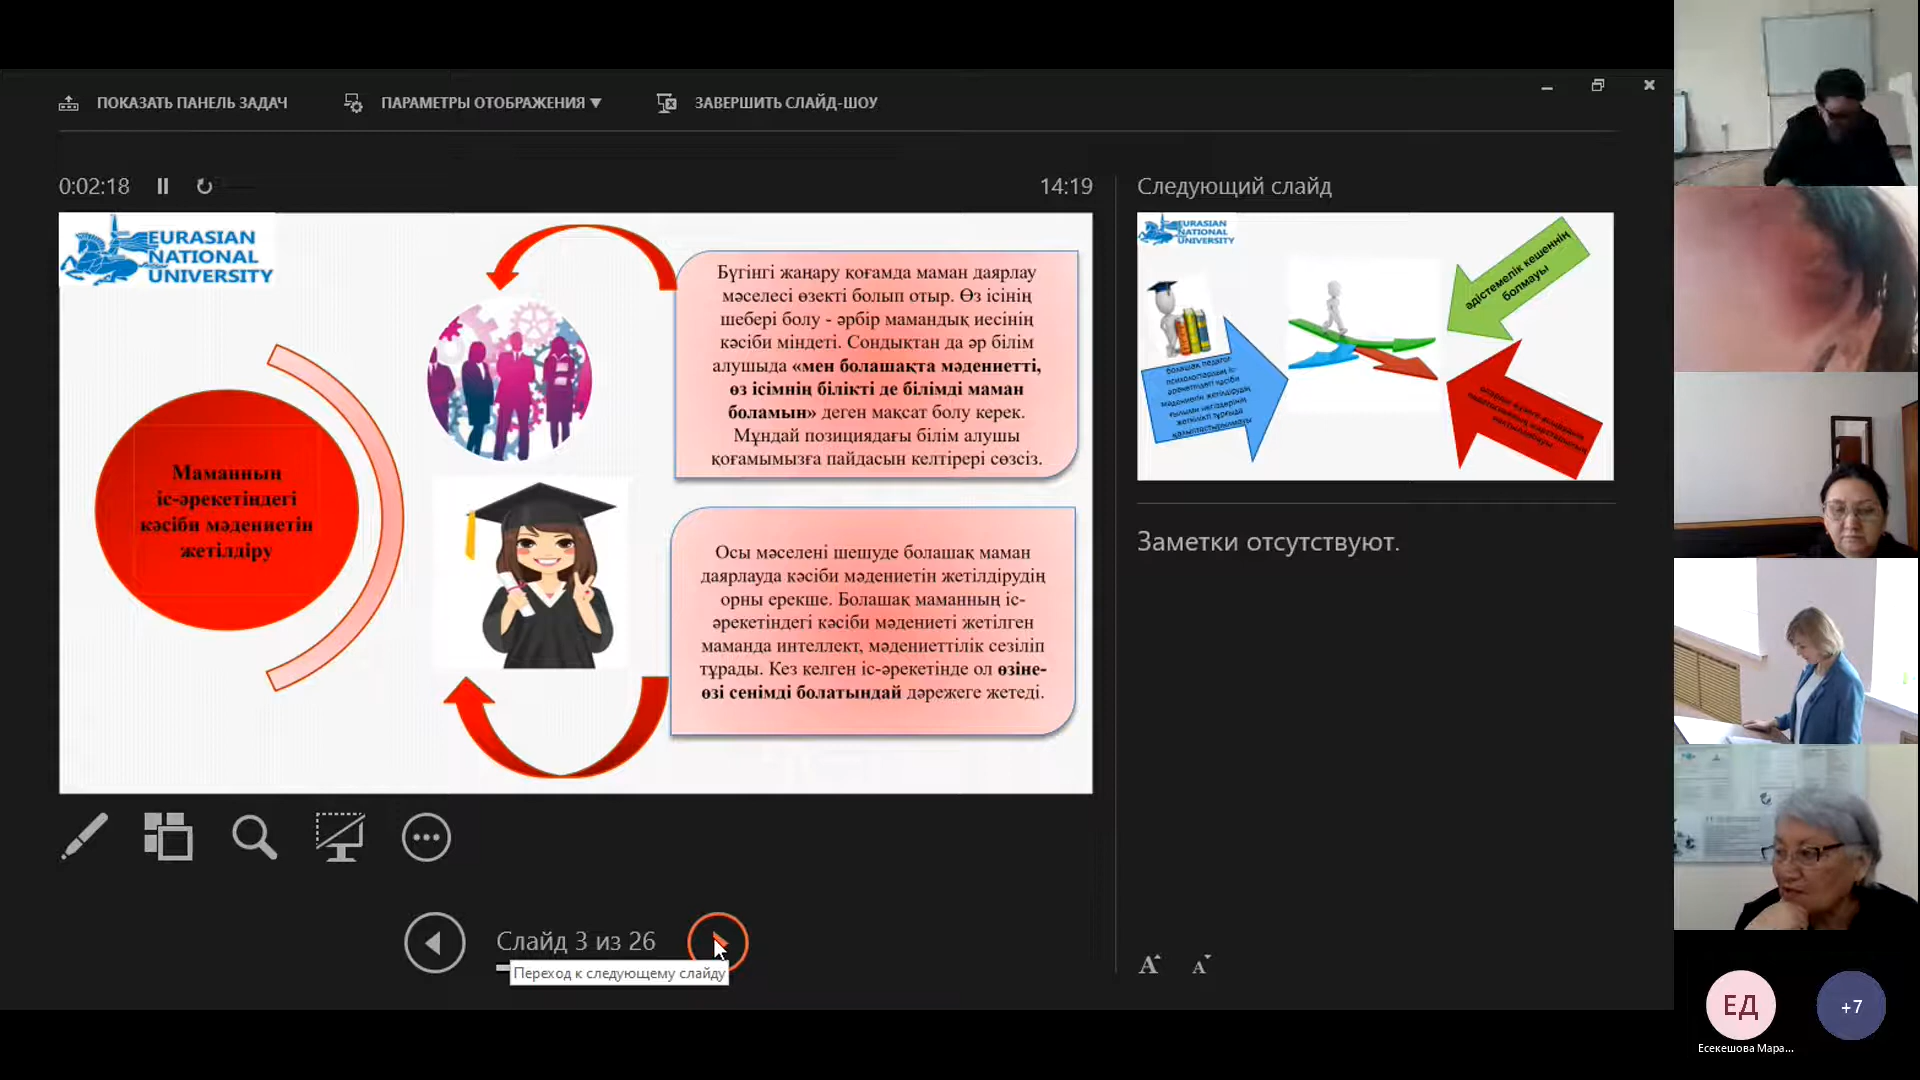 ПОКАЗАТЬ ПАНЕЛЬ ЗАДАЧ
ПАРАМЕТРЫ ОТОБРАЖЕНИЯ
ЗАВЕРШИТЬ СЛАЙД-ШОУ
0:02:18
14:19
EURASIAN
NATIONAL
UNIVERSITY
Маманның
іс-әрекетіндегі
кәсіби мәдениетін
жетілдіру
Бүгінгі жаңару қоғамда маман даярлау
мәселесі өзекті болып отыр. Өз ісінің
шебері болу - әрбір мамандық иесінің
кәсіби міндеті. Сондықтан да әр білім
алушыда «мен болашақта мәдениетті,
өз ісімнің білікті де білімді маман
боламын» деген мақсат болу керек.
Мұндай позициядағы білім алушы
қоғамымызға пайдасын келтірері сөзсіз.
Осы мәселені шешуде болашақ маман
даярлауда кәсіби мәдениетін жетілдірудің
орны ерекше. Болашақ маманның іс-
әрекетіндегі кәсіби мәдениеті жетілген
маманда интеллект, мәдениеттілік сезіліп
тұрады. Кез келген іс-әрекетінде ол өзіне-
өзі сенімді болатындай дәрежеге жетеді.
Слайд 3 из 26
Переход к следующему слайду
Следующий слайд
EURASIAN
NATIONAL
UNIVERSITY
әдістемелік кешеннің
болмауы
Заметки отсутствуют.
ЕД
+7
Есекешова Мара...